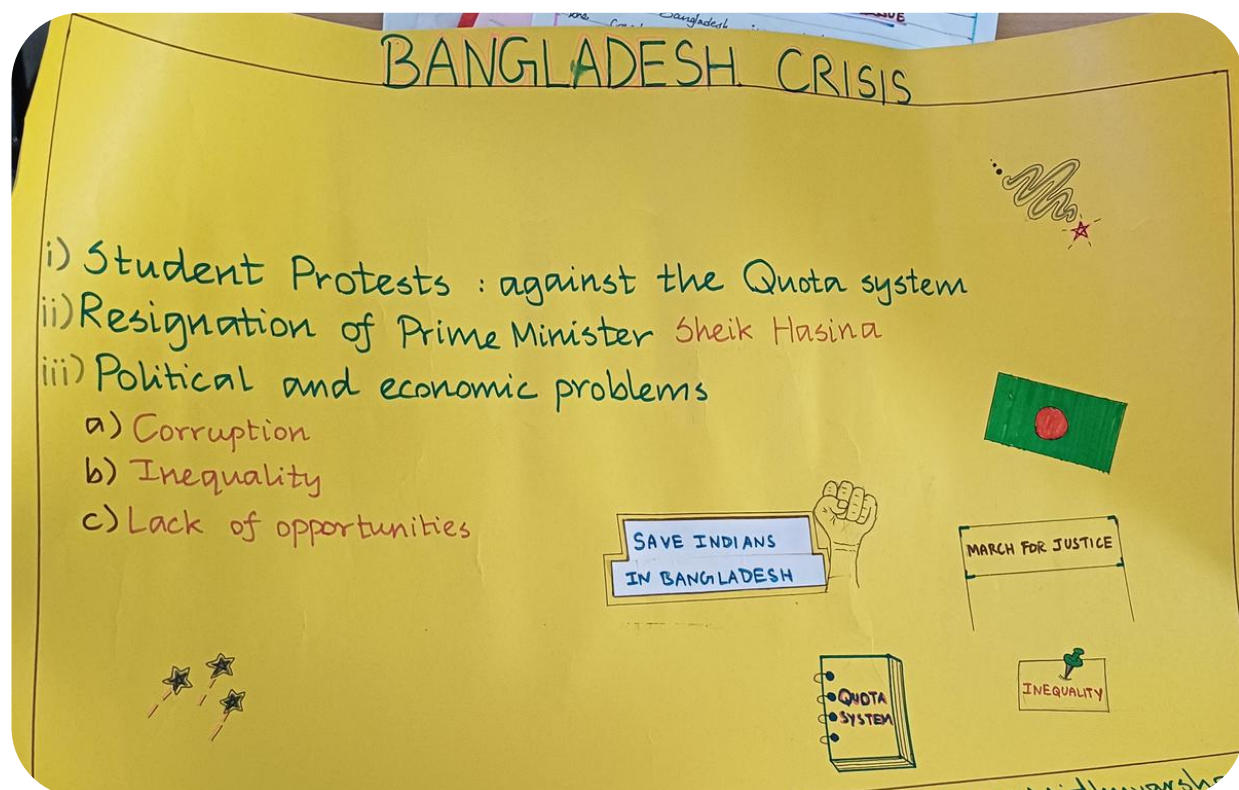 Bangladesh
BANGLADESH CRISIS
i) Student Protests : against the Quota system
ii) Resignation of Prime Minister Sheik Hasina
iii) Political and economic problems
a) Corruption
b) Inequality
c) Lack of opportunities
SAVE INDIANS
IN BANGLADESH
MARCH FOR JUSTICE
QUOTA
SYSTEM
INEQUALITY